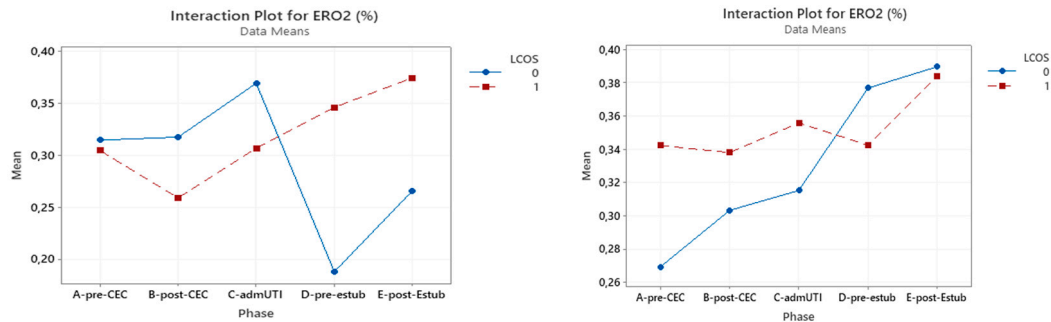 Interaction Plot for ERO2 (%)
Data Means
0,40
0,35
0,30
0,25
0,20
Mean
A-pre-CEC
B-post-CEC
C-admUTI
D-pre-estub
E-post-Estub
Phase
LCOS
0
1
Interaction Plot for ERO2 (%)
Data Means
0,40
0,38
0,36
0,34
0,32
0,30
0,28
0,26
Mean
A-pre-CEC
B-post-CEC
C-admUTI
D-pre-estub
E-post-Estub
Phase
LCOS
0
1